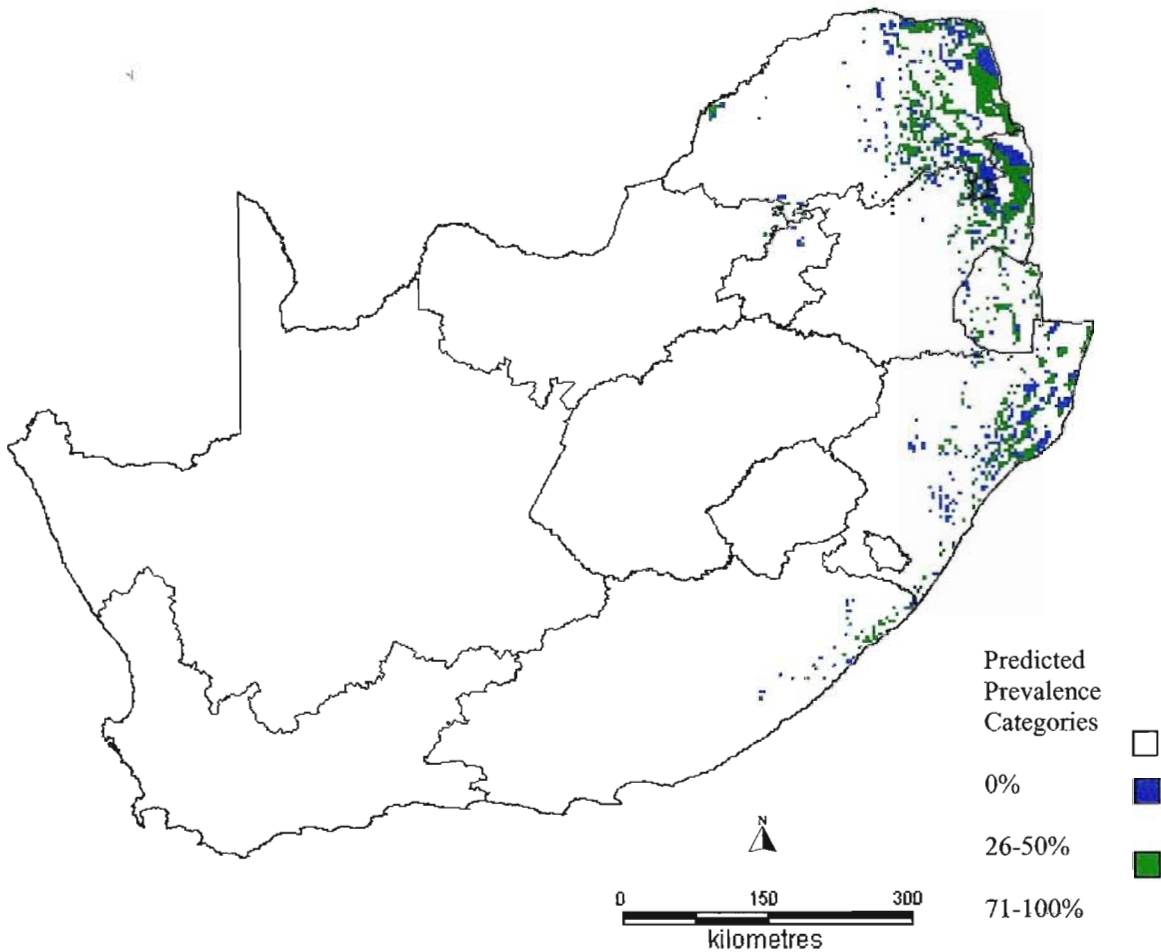 Predicted
Prevalence
Categories
0%
26-50%
71-100%
N
0 150 300
kilometres